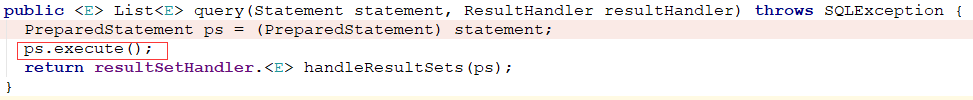 public <E> List<E> query(Statement statement, ResultHandler resultHandler) throws SQLException {
PreparedStatement ps = (PreparedStatement) statement;
ps.execute();
return resultSetHandler.<E> handleResultSets(ps);
}